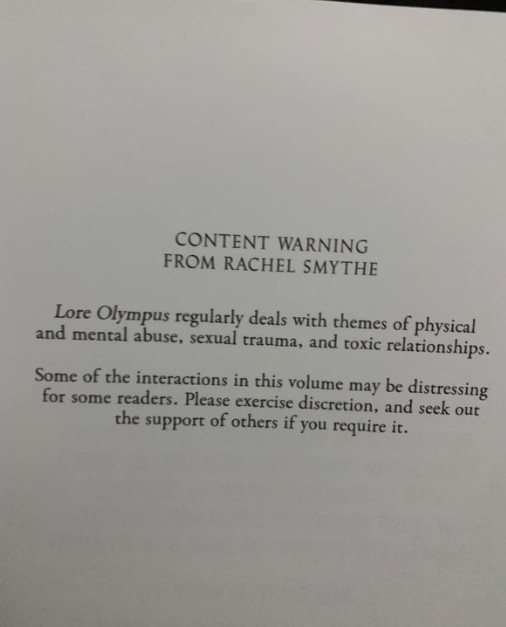 CONTENT WARNING
FROM RACHEL SMYTHE
Lore Olympus regularly deals with themes of physical
and mental abuse, sexual trauma, and toxic relationships.
Some of the interactions in this volume may be distressing
for some readers. Please exercise discretion, and seek out
the support of others if you require it.